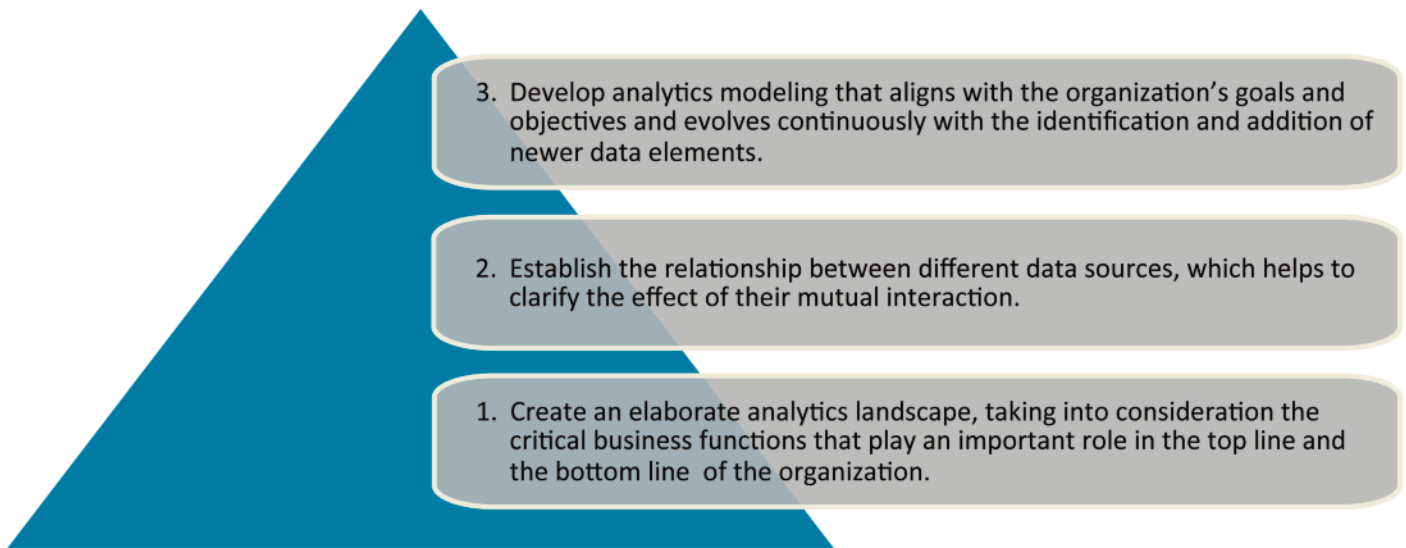 3. Develop analytics modeling that aligns with the organization’s goals and
objectives and evolves continuously with the identification and addition of
newer data elements.
2. Establish the relationship between different data sources, which helps to
clarify the effect of their mutual interaction.
1. Create an elaborate analytics landscape, taking into consideration the
critical business functions that play an important role in the top line and
the bottom line  of the organization.